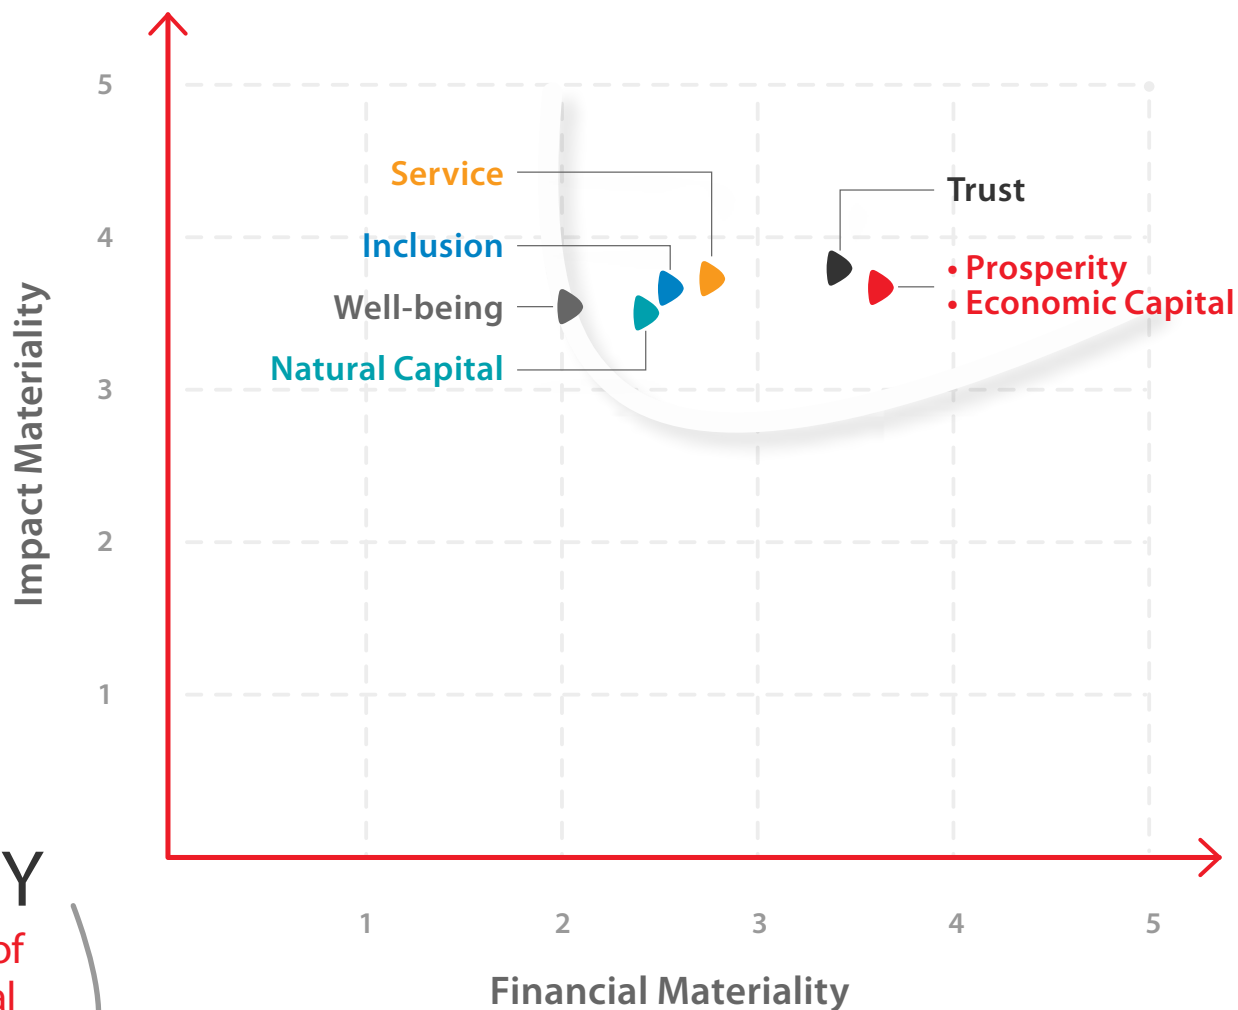 5
Service
Trust
4
Inclusion
• Prosperity
• Economic Capital
Well-being
Natural Capital
3
Impact Materiality
2
1
Y
of
al
1 2 3 4 5
Financial Materiality